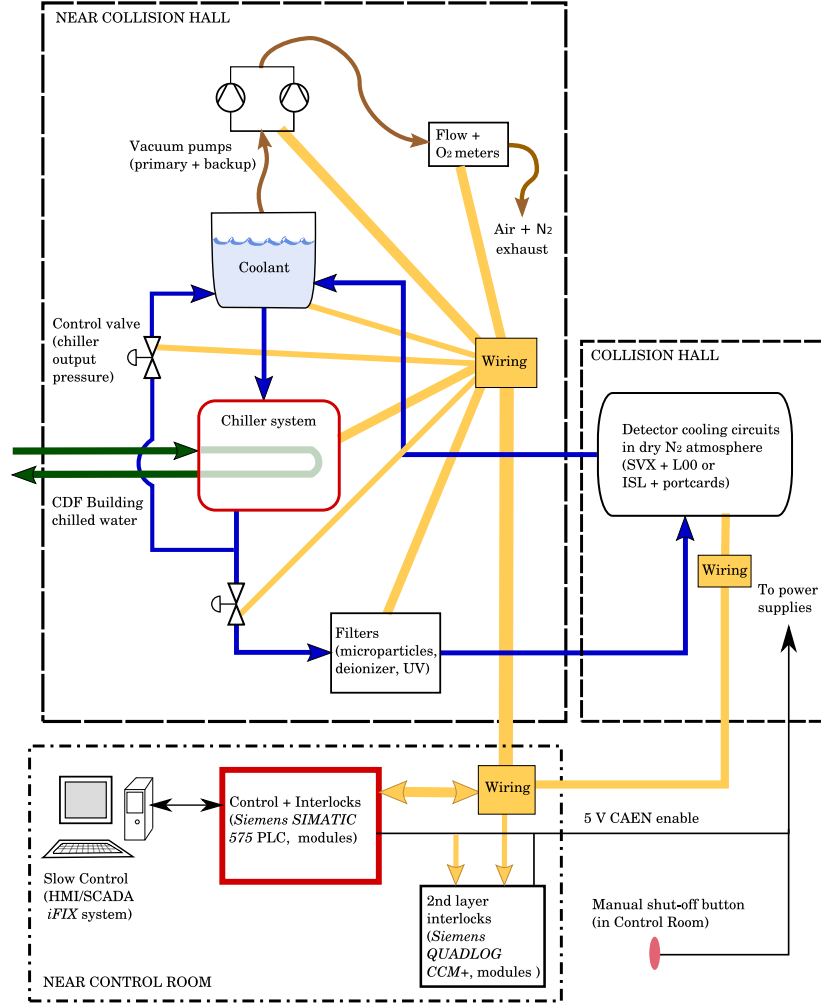 NEAR COLLISION HALL
Vacuum pumps
(primary + backup)
Flow +
O₂ meters
Air + N₂
exhaust
Coolant
Control valve
(chiller
output
pressure)
Wiring
COLLISION HALL
Chiller system
Detector cooling circuits
in dry N₂ atmosphere
(SVX + L00 or
ISL + portcards)
CDF Building
chilled water
Wiring
To power
supplies
Filters
(microparticles,
deionizer, UV)
Control + Interlocks
(Siemens SIMATIC
575 PLC, modules)
Wiring
5 V CAEN enable
Slow Control
(HMI/SCADA
iFIX system)
2nd layer
interlocks
(Siemens
QUADLOG
CCM+, modules )
Manual shut-off button
(in Control Room)
NEAR CONTROL ROOM